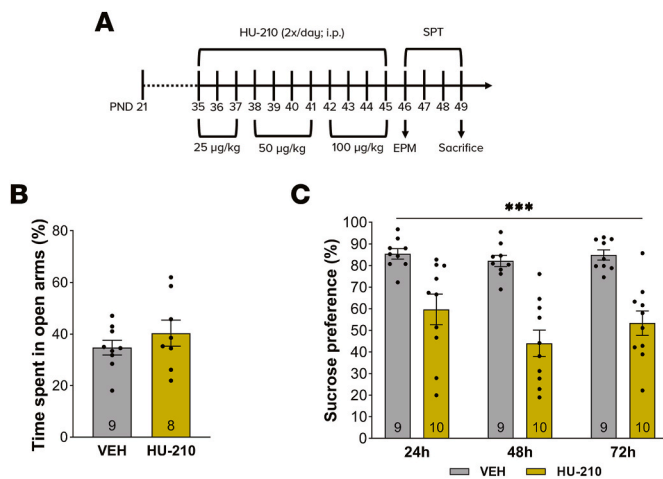 A
HU-210 (2x/day; i.p.)
SPT
PND 21
35 36 37 38 39 40 41 42 43 44 45 46 47 48 49
25 µg/kg
50 µg/kg
100 µg/kg
EPM
Sacrifice
B
Time spent in open arms (%)
80
60
40
20
0
9
8
VEH
HU-210
C
Sucrose preference (%)
***
100
90
80
70
60
50
40
30
20
10
0
9 10 9 10 9 10
24h
48h
72h
VEH
HU-210